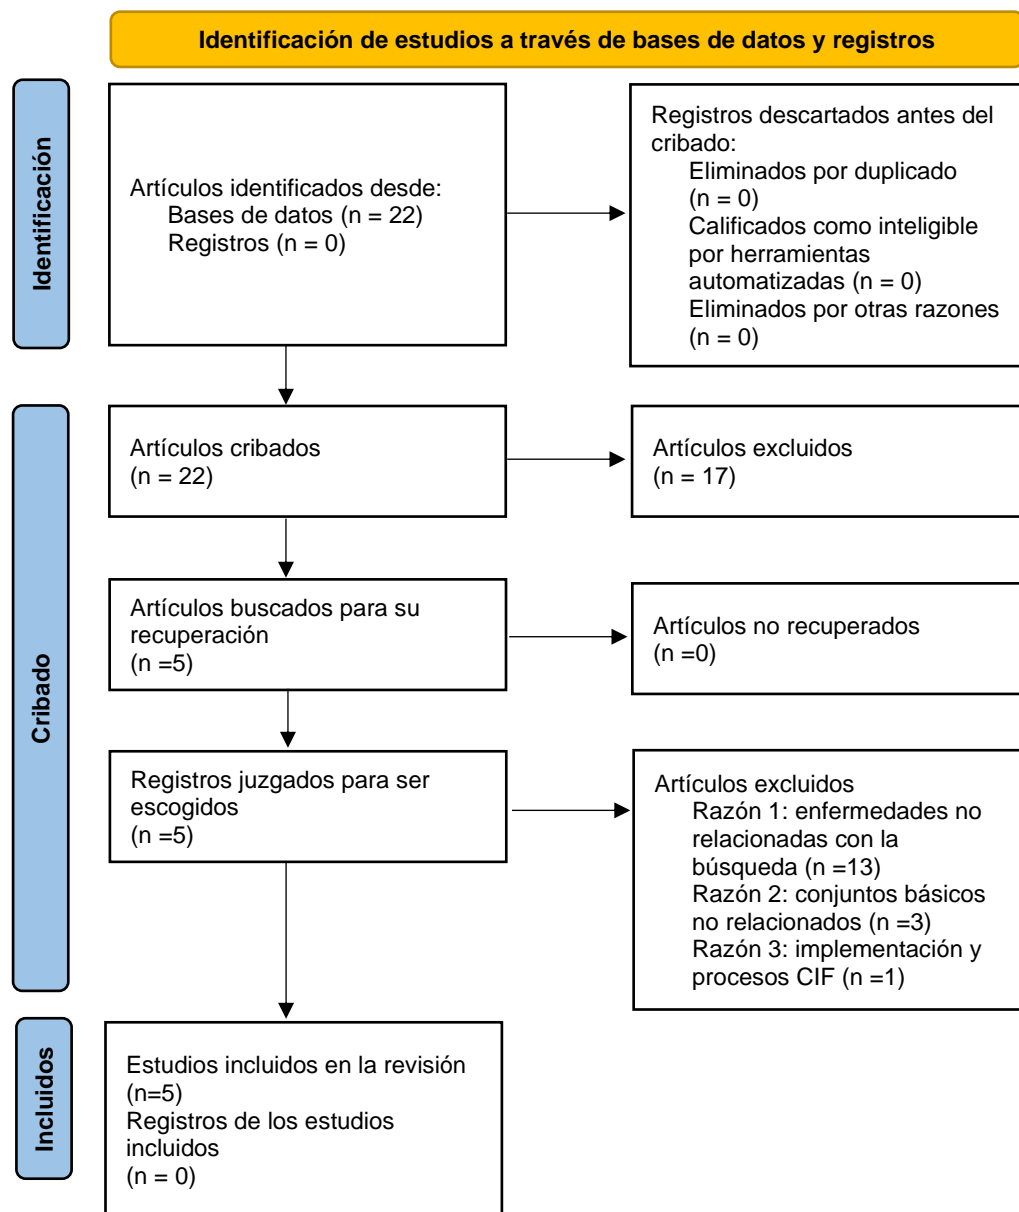 Identificación de estudios a través de bases de datos y registros
Identificación
Artículos identificados desde:
Bases de datos (n = 22)
Registros (n = 0)
Registros descartados antes del
cribado:
Eliminados por duplicado
(n = 0)
Calificados como inteligible
por herramientas
automatizadas (n = 0)
Eliminados por otras razones
(n = 0)
Cribado
Artículos cribados
(n = 22)
Artículos excluidos
(n = 17)
Artículos buscados para su
recuperación
(n =5)
Artículos no recuperados
(n =0)
Registros juzgados para ser
escogidos
(n =5)
Artículos excluidos
Razón 1: enfermedades no
relacionadas con la
búsqueda (n =13)
Razón 2: conjuntos básicos
no relacionados (n =3)
Razón 3: implementación y
procesos CIF (n =1)
Incluidos
Estudios incluidos en la revisión
(n=5)
Registros de los estudios
incluidos
(n = 0)